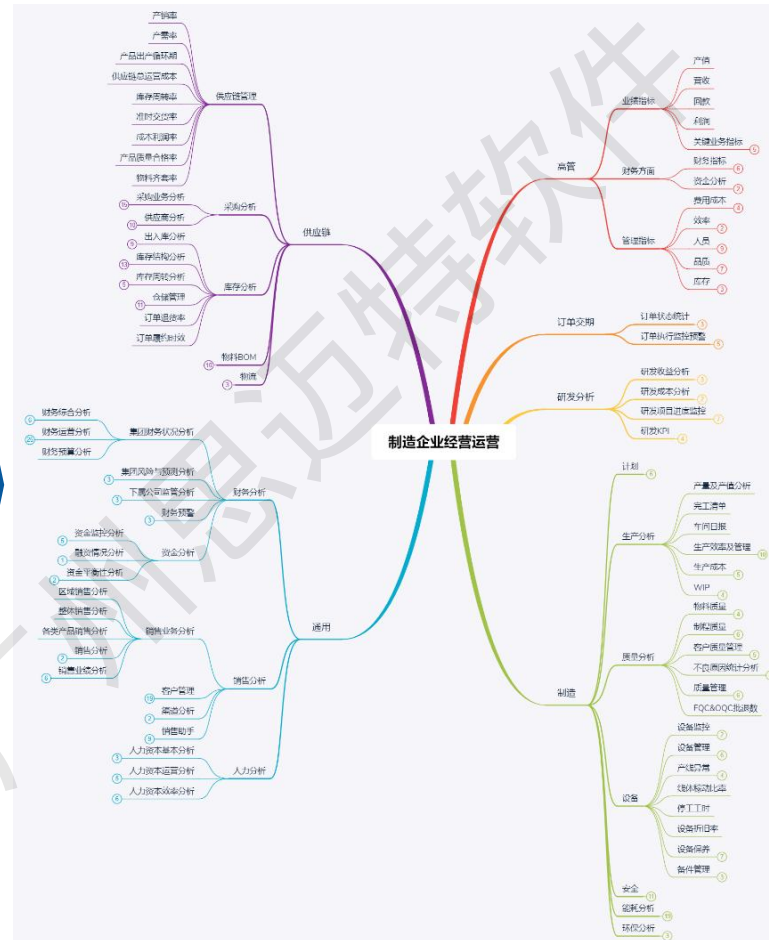 制造企业经营运营
高管
业绩指标
产值
营收
回款
利润
关键业务指标
财务方面
财务指标
资金分析
管理指标
费用成本
效率
人员
品质
库存
订单交期
订单状态统计
订单执行监控预警
研发分析
研发收益分析
研发成本分析
研发项目进度监控
研发KPI
制造
计划
生产分析
产量及产值分析
完工清单
车间日报
生产效率及管理
生产成本
WIP
质量分析
物料质量
制程质量
客户质量管理
不良原因统计分析
质量管理
FQC&OQC批退数
设备
设备监控
设备管理
产线异常
线体稼动比率
停工工时
设备折旧率
设备保养
备件管理
安全
能耗分析
环保分析
供应链
供应链管理
产销率
产需率
产品出产循环期
供应链总运营成本
库存周转率
准时交货率
成本利润率
产品质量合格率
物料齐套率
采购分析
采购业务分析
供应商分析
库存分析
出入库分析
库存结构分析
库存周转分析
仓储管理
订单退货率
订单履约时效
物料BOM
物流
通用
财务分析
集团财务状况分析
财务综合分析
财务运营分析
财务预算分析
集团风险与预测分析
下属公司监管分析
财务预警
资金分析
资金监控分析
融资情况分析
资金平衡性分析
销售分析
销售业务分析
区域销售分析
整体销售分析
各类产品销售分析
销售分析
销售业绩分析
客户管理
渠道分析
销售助手
人力分析
人力资本基本分析
人力资本运营分析
人力资本效率分析
广州思迈特软件